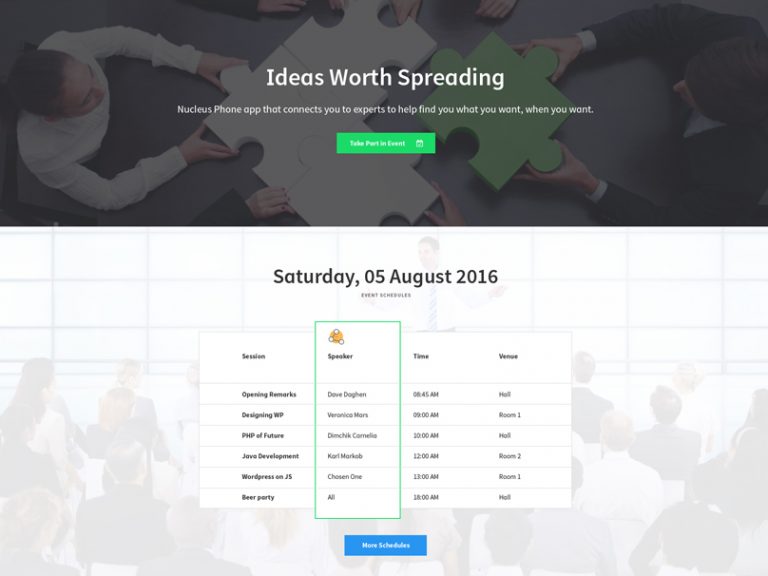 Ideas Worth Spreading
Nucleus Phone app that connects you to experts to help find you what you want, when you want.
Take Part in Event
Saturday, 05 August 2016
EVENT SCHEDULES
Session Speaker Time Venue
Opening Remarks Dave Daghen 08:45 AM Hall
Designing WP Veronica Mars 09:00 AM Room 1
PHP of Future Dimchik Carnelia 10:00 AM Hall
Java Development Karl Markob 12:00 AM Room 2
Wordpress on JS Chosen One 13:00 AM Room 1
Beer party All 18:00 AM Hall
More Schedules